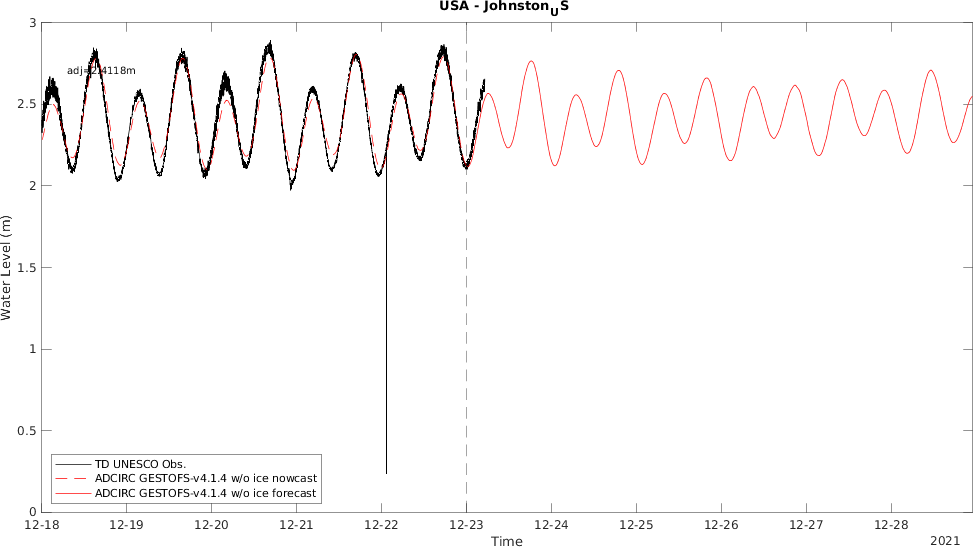 USA - Johnston_US
adj=2.4118m
Water Level (m)
3
2.5
2
1.5
1
0.5
0
TD UNESCO Obs.
ADCIRC GESTOFS-v4.1.4 w/o ice nowcast
ADCIRC GESTOFS-v4.1.4 w/o ice forecast
12-18 12-19 12-20 12-21 12-22 12-23 12-24 12-25 12-26 12-27 12-28
Time
2021